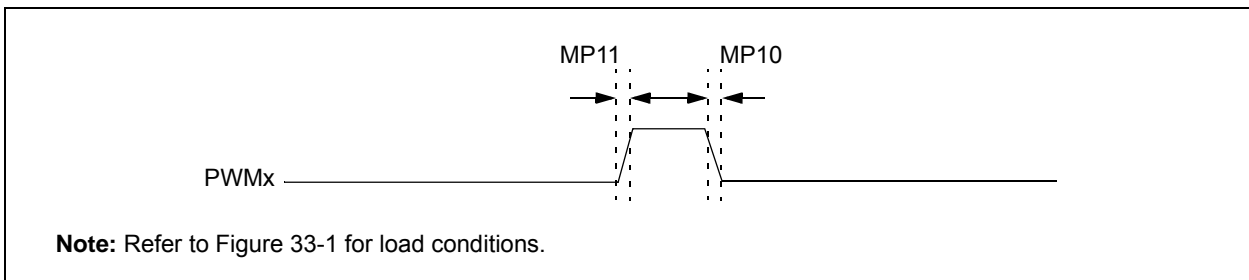 MP11 MP10
PWMx
Note: Refer to Figure 33-1 for load conditions.